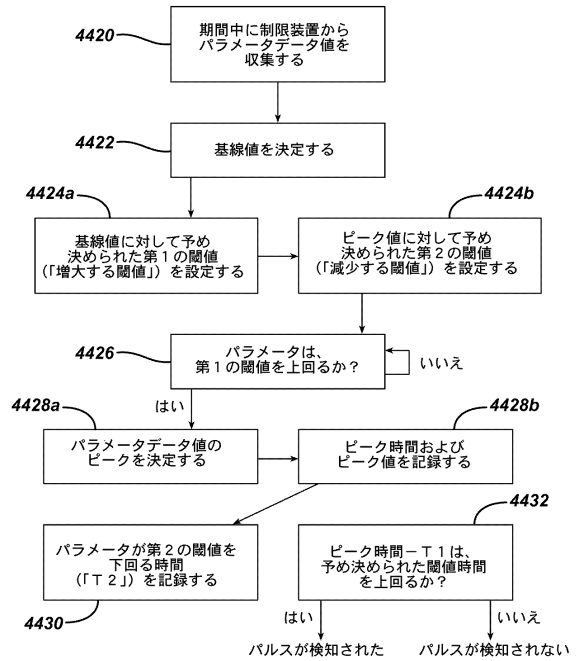 4420
期間中に制限装置から
パラメータデータ値を
収集する
4422
基線値を決定する
4424a
基線値に対して予め
決められた第1の閾値
(「増大する閾値」)を設定する
4424b
ピーク値に対して予め
決められた第2の閾値
(「減少する閾値」)を設定する
4426
パラメータは、
第1の閾値を上回るか？
いいえ
はい
4428a
パラメータデータ値の
ピークを決定する
4428b
ピーク時間および
ピーク値を記録する
パラメータが第2の閾値を
下回る時間
(「T2」)を記録する
4430
4432
ピーク時間－T1は、
予め決められた閾値時間
を上回るか？
はい
いいえ
パルスが検知された
パルスが検知されない